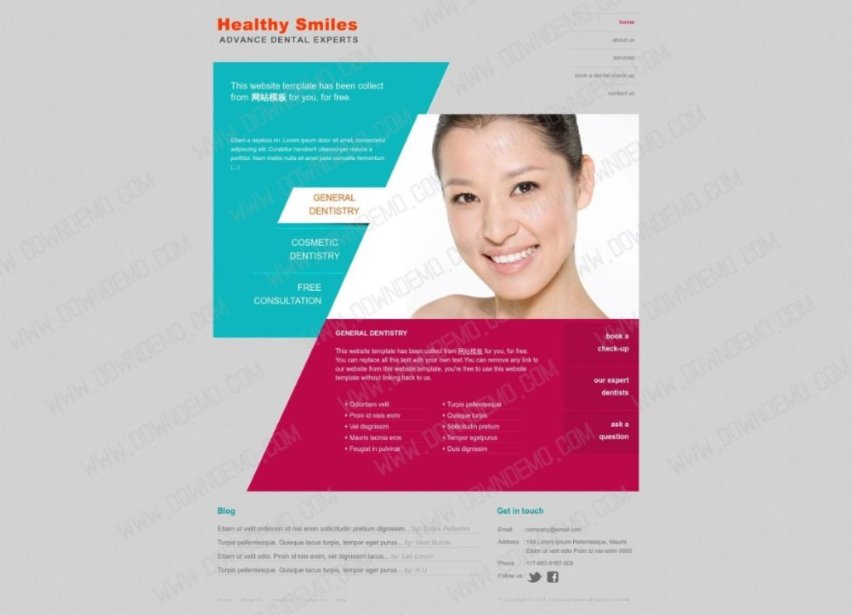 Healthy Smiles
ADVANCE DENTAL EXPERTS
home
about us
services
book a dental check-up
contact us
This website template has been collect
from 网站模板 for you, for free.
Etiam a dapibus mi. Lorem ipsum dolor sit amet, consectetur
adipiscing elit. Curabitur hendrerit ullamcorper mauris a
porttitor. Nam mattis nulla sit amet justo convallis fermentum
(...)
GENERAL
DENTISTRY
COSMETIC
DENTISTRY
FREE
CONSULTATION
GENERAL DENTISTRY
This website template has been collect from 网站模板 for you, for free.
You can replace all this text with your own text.You can remove any link to
our website from this website template, you're free to use this website
template without linking back to us.
+ Odiortiam velit
+ Proin id nisis enim
+ Vel disgnissim
+ Mauris lacinia eros
+ Feugiat in pulvinar
+ Turpis pellentesque
+ Quisque turpis
+ Sollicitudin pretium
+ Tempor egetpurus
+ Duis dignissim
book a
check-up
our expert
dentists
ask a
question
Blog
Etiam ut velit ordiorcin id nisi enim sollicitudin pretium dignissim... by: Turpis Pellentes
Turpis pellentesque. Quisque lacus turpis, tempor eget purus... by:
Etiam ut velit odio. Proin id nisi enim, vel dignissim lacus... by: Leo Lorem
Turpis pellentesque. Quisque lacus turpis, tempor eget purus... by: H.U.
Get in touch
Email : company@email.com
Address : 189 Lorem Ipsum Pellentesque, Mauris
Etiam ut velit odio Proin id nisi enim 0000
Phone :
Follow us
WWW.DOWNDEMO.COM